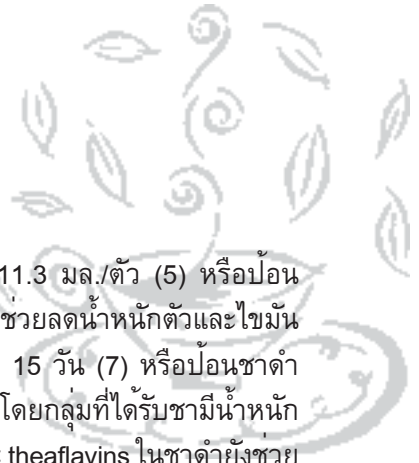 11.3 มล./ตัว (5) หรือป้อน
ช่วยลดน้ำหนักตัวและไขมัน
15 วัน (7) หรือป้อนชาดำ
โดยกลุ่มที่ได้รับชามีน้ำหนัก
theaflavins ในชาดำยังช่วย